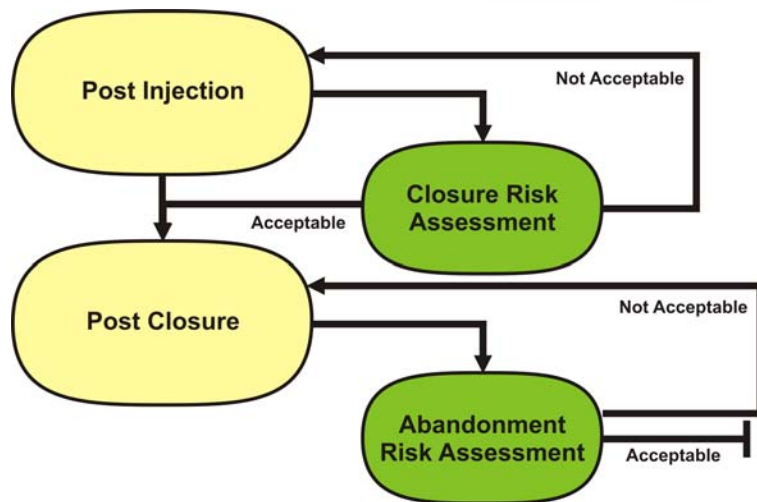 Post Injection
Not Acceptable
Closure Risk
Assessment
Acceptable
Post Closure
Not Acceptable
Abandonment
Risk Assessment
Acceptable